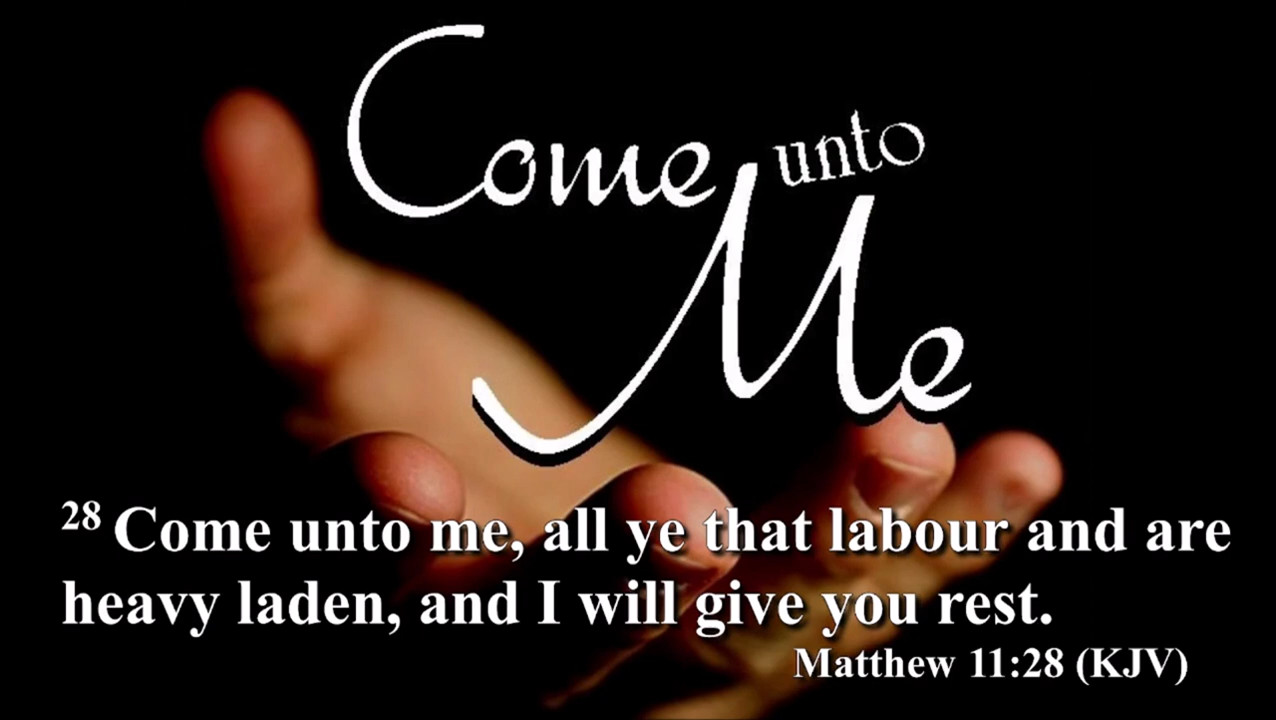 Come unto
Me
28 Come unto me, all ye that labour and are
heavy laden, and I will give you rest.
Matthew 11:28 (KJV)